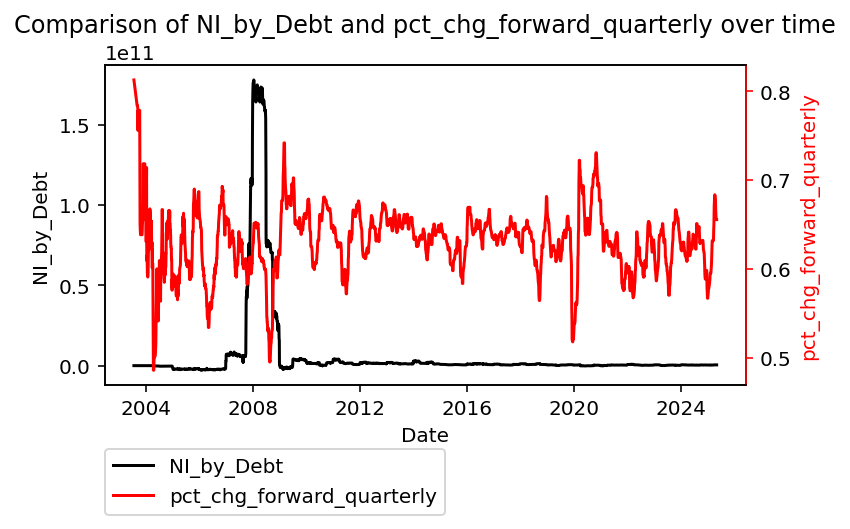 Comparison of NI_by_Debt and pct_chg_forward_quarterly over time
1e11
1.5
1.0
0.5
0.0
NI_by_Debt
0.8
0.7
0.6
0.5
pct_chg_forward_quarterly
2004 2008 2012 2016 2020 2024
Date
NI_by_Debt
pct_chg_forward_quarterly